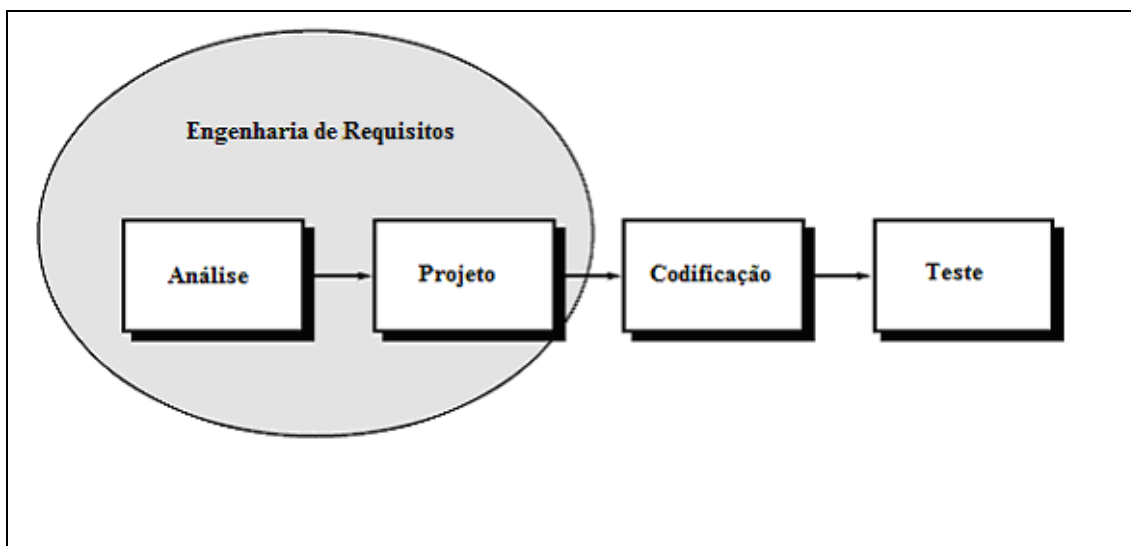 Engenharia de Requisitos
Análise
Projeto
Codificação
Teste